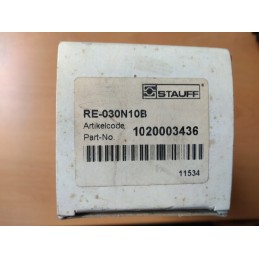 STAUFF
RE-030N10B
Artikelcode
Part-No. 1020003436
11534